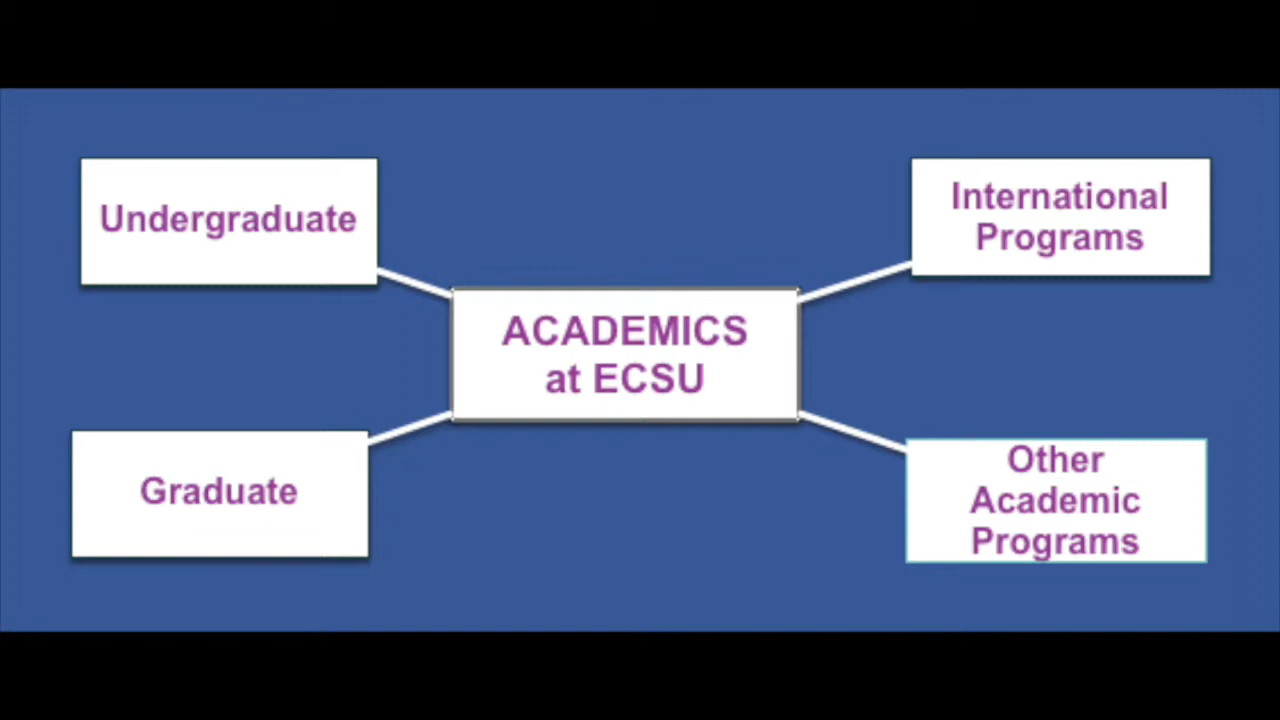 Undergraduate
International
Programs
ACADEMICS
at ECSU
Graduate
Other
Academic
Programs